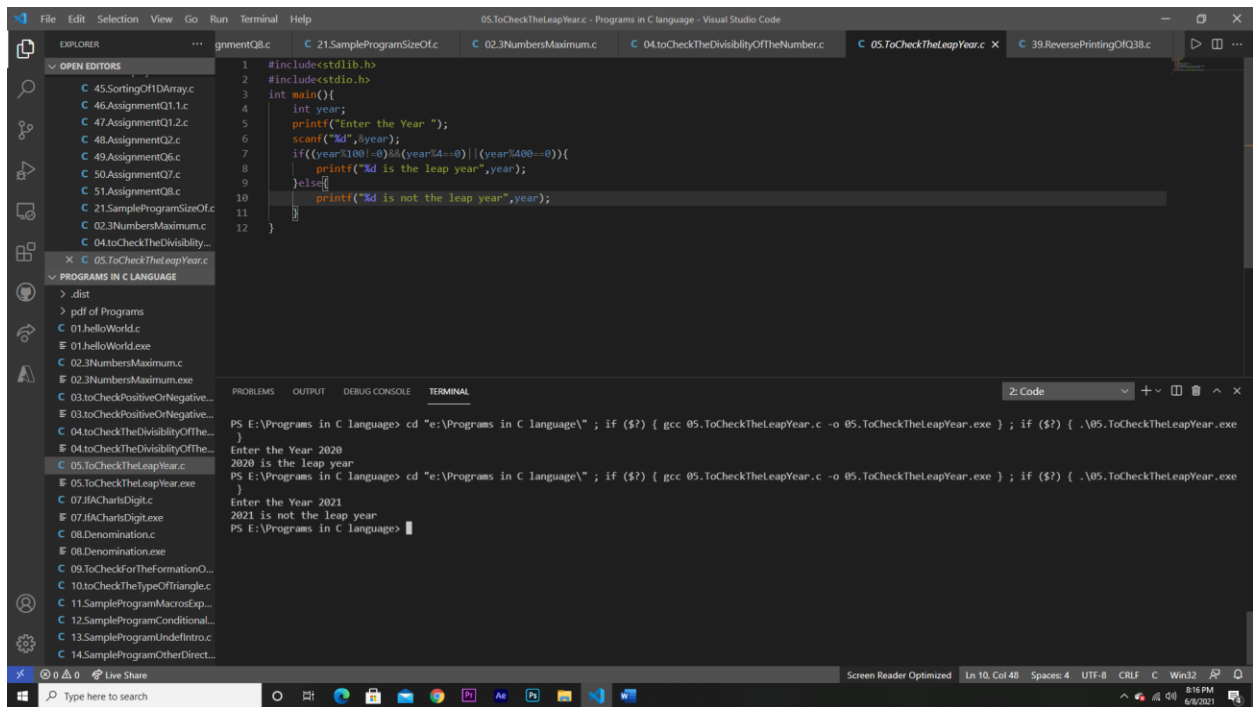 File Edit Selection View Go Run Terminal Help 05.ToCheckTheLeapYear.c - Programs in C language - Visual Studio Code
EXPLORER
gnmentQ8.c
21.SampleProgramSizeOf.c
02.3NumbersMaximum.c
04.toCheckTheDivisiblityOfTheNumber.c
05.ToCheckTheLeapYear.c
39.ReversePrintingOfQ38.c
OPEN EDITORS
C 45.SortingOf1DArray.c
C 46.AssignmentQ1.1.c
C 47.AssignmentQ1.2.c
C 48.AssignmentQ2.c
C 49.AssignmentQ6.c
C 50.AssignmentQ7.c
C 51.AssignmentQ8.c
C 21.SampleProgramSizeOf.c
C 02.3NumbersMaximum.c
C 04.toCheckTheDivisiblity...
C 05.ToCheckTheLeapYear.c
PROGRAMS IN C LANGUAGE
> .dist
> pdf of Programs
C 01.helloWorld.c
01.helloWorld.exe
C 02.3NumbersMaximum.c
02.3NumbersMaximum.exe
C 03.toCheckPositiveOrNegative...
03.toCheckPositiveOrNegative...
C 04.toCheckTheDivisiblityOfThe...
04.toCheckTheDivisiblityOfThe...
C 05.ToCheckTheLeapYear.c
05.ToCheckTheLeapYear.exe
C 07.IfACharIsDigit.c
07.IfACharIsDigit.exe
C 08.Denomination.c
08.Denomination.exe
C 09.ToCheckForTheFormationO...
C 10.toCheckTheTypeOfTriangle.c
C 11.SampleProgramMacrosExp...
C 12.SampleProgramConditional...
C 13.SampleProgramUndefIntro.c
C 14.SampleProgramOtherDirect...
1 #include<stdlib.h>
2 #include<stdio.h>
3 int main(){
4 int year;
5 printf("Enter the Year ");
6 scanf("%d",&year);
7 if((year%100!=0)&&(year%4==0)||(year%400==0)){
8 printf("%d is the leap year",year);
9 }else{
10 printf("%d is not the leap year",year);
11 }
12 }
PROBLEMS OUTPUT DEBUG CONSOLE TERMINAL 2: Code
PS E:\Programs in C language> cd "e:\Programs in C language\" ; if ($?) { gcc 05.ToCheckTheLeapYear.c -o 05.ToCheckTheLeapYear.exe } ; if ($?) { .\05.ToCheckTheLeapYear.exe
}
Enter the Year 2020
2020 is the leap year
PS E:\Programs in C language> cd "e:\Programs in C language\" ; if ($?) { gcc 05.ToCheckTheLeapYear.c -o 05.ToCheckTheLeapYear.exe } ; if ($?) { .\05.ToCheckTheLeapYear.exe
}
Enter the Year 2021
2021 is not the leap year
PS E:\Programs in C language>
0 0 Live Share Screen Reader Optimized Ln 10, Col 48 Spaces: 4 UTF-8 CRLF C Win32
Type here to search Pr Ae Ps 8:16 PM
6/8/2021